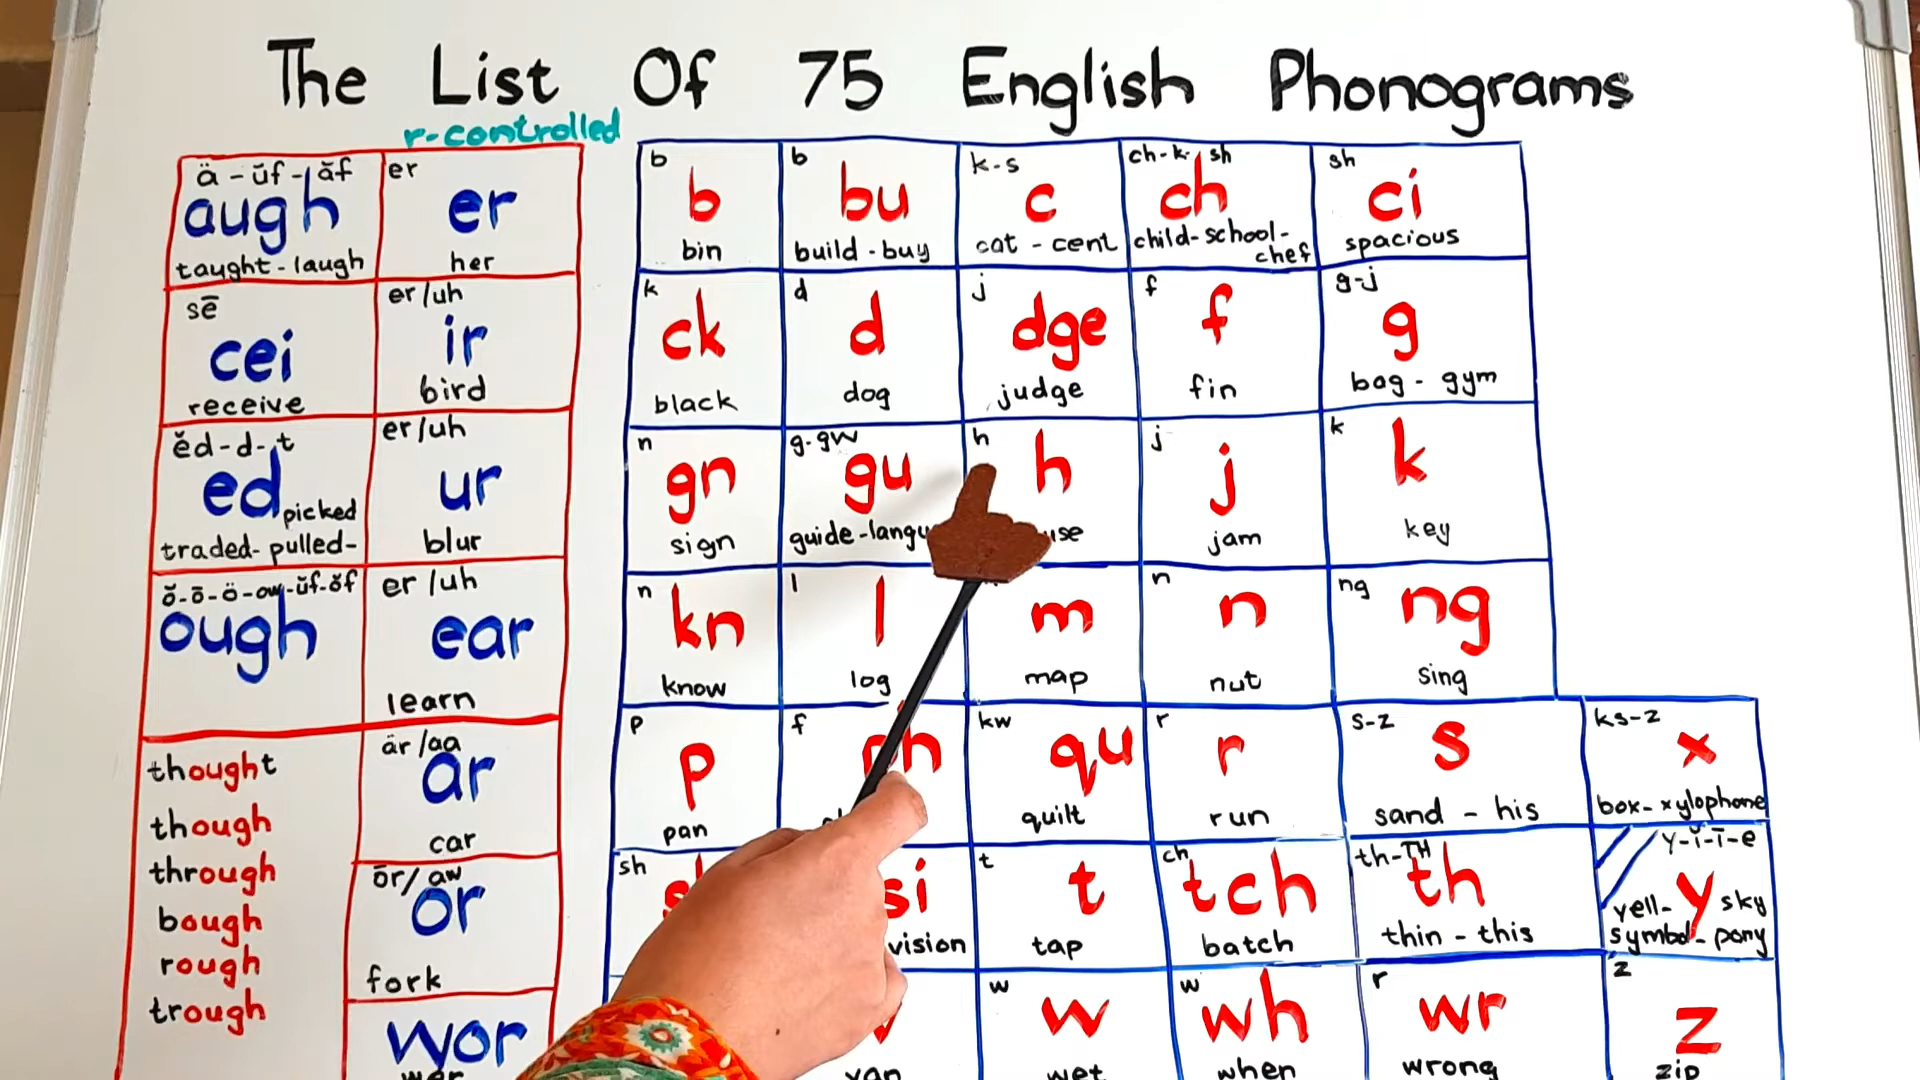 The List Of 75 English Phonograms
r-controlled
ä - ŭf - ăf
augh
taught - laugh
er
er
her
sē
cei
receive
er/uh
ir
bird
ĕd - d - t
ed
picked
traded - pulled -
er/uh
ur
blur
ŏ - ō - ö - ow - ŭf - ŏf
ough
er/uh
ear
learn
thought
though
through
bough
rough
trough
är/aa
ar
car
ōr/aw
or
fork
wor
b
b
bin
b
bu
build - buy
k - s
c
cat - cent
ch - k - sh
ch
child - school -
chef
sh
ci
spacious
k
ck
black
d
d
dog
j
dge
judge
f
f
fin
g - j
g
bag - gym
n
gn
sign
g - gw
gu
guide - langu
h
h
use
j
j
jam
k
k
key
n
kn
know
l
l
log
m
map
n
n
nut
ng
ng
sing
p
p
pan
f
ph
kw
qu
quilt
r
r
run
s - z
s
sand - his
ks - z
x
box - xylophone
sh
si
vision
t
t
tap
ch
tch
batch
th - TH
th
thin - this
y - ĭ - ī - e
y
yell - sky
symbol - pony
van
w
w
wet
w
wh
when
r
wr
wrong
z
z
zip